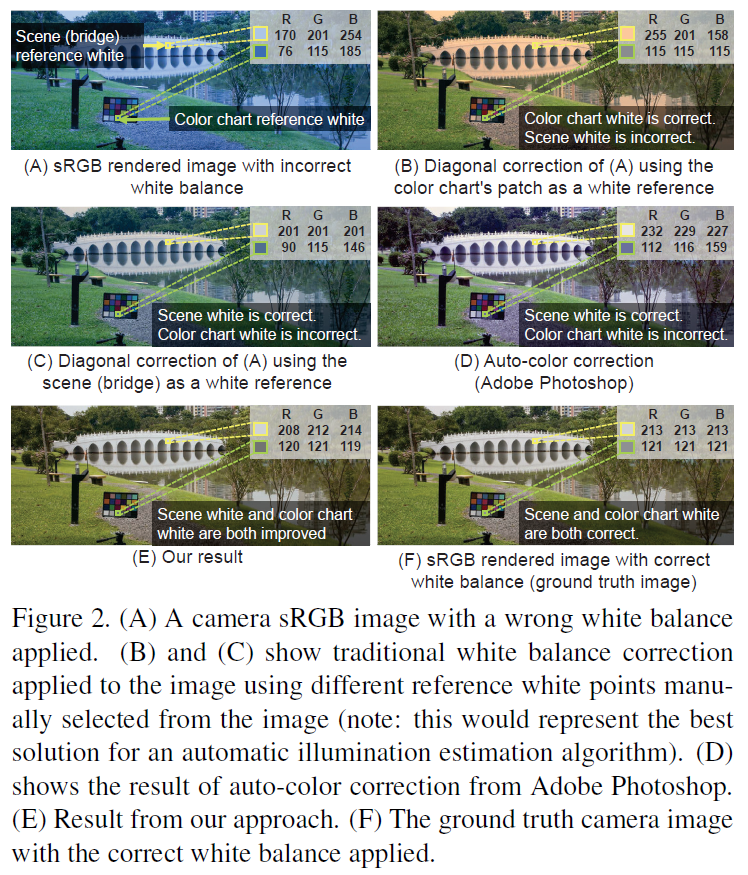 Scene (bridge)
reference white
R G B
170 201 254
76 115 185
Color chart reference white
(A) sRGB rendered image with incorrect
white balance
R G B
255 201 158
115 115 115
Color chart white is correct.
Scene white is incorrect.
(B) Diagonal correction of (A) using the
color chart's patch as a white reference
R G B
201 201 201
90 115 146
Scene white is correct.
Color chart white is incorrect.
(C) Diagonal correction of (A) using the
scene (bridge) as a white reference
R G B
232 229 227
112 116 159
Scene white is correct.
Color chart white is incorrect.
(D) Auto-color correction
(Adobe Photoshop)
R G B
208 212 214
120 121 119
Scene white and color chart
white are both improved
(E) Our result
R G B
213 213 213
121 121 121
Scene and color chart white
are both correct.
(F) sRGB rendered image with correct
white balance (ground truth image)
Figure 2. (A) A camera sRGB image with a wrong white balance
applied. (B) and (C) show traditional white balance correction
applied to the image using different reference white points manu-
ally selected from the image (note: this would represent the best
solution for an automatic illumination estimation algorithm). (D)
shows the result of auto-color correction from Adobe Photoshop.
(E) Result from our approach. (F) The ground truth camera image
with the correct white balance applied.